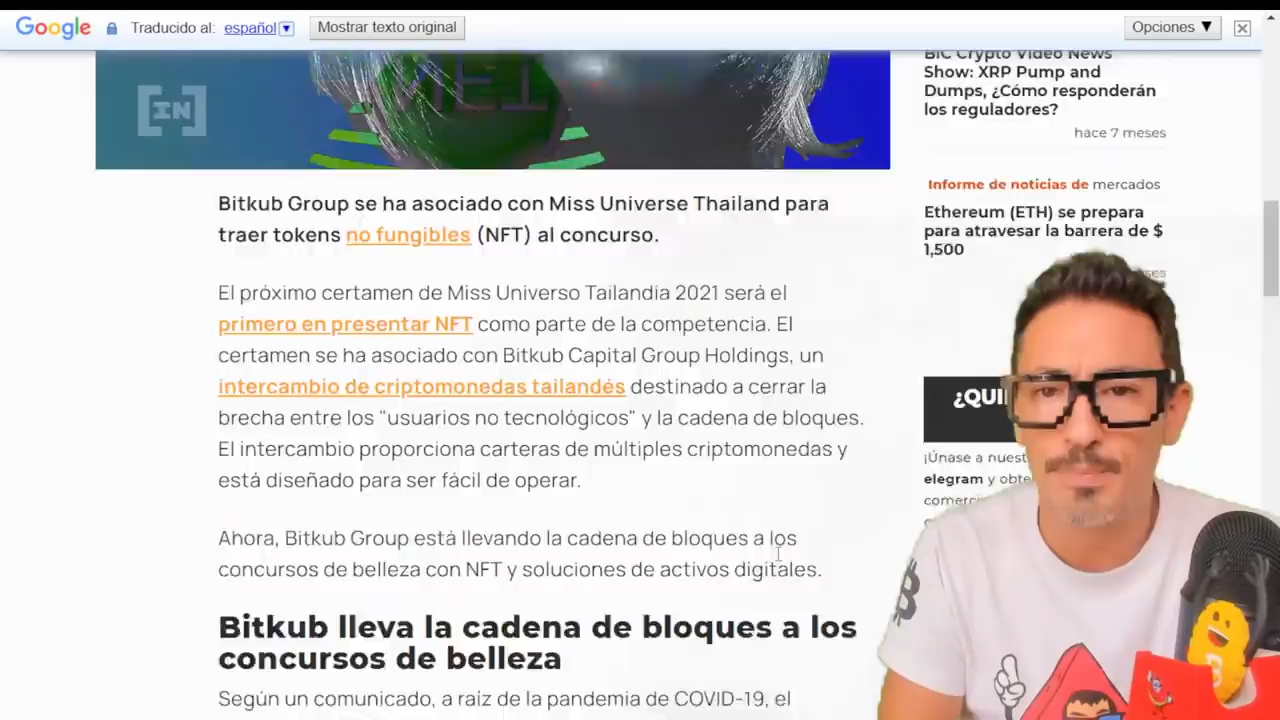 Google Traducido al: español Mostrar texto original Opciones ▼
IN
Bitkub Group se ha asociado con Miss Universe Thailand para
traer tokens no fungibles (NFT) al concurso.
El próximo certamen de Miss Universo Tailandia 2021 será el
primero en presentar NFT como parte de la competencia. El
certamen se ha asociado con Bitkub Capital Group Holdings, un
intercambio de criptomonedas tailandés destinado a cerrar la
brecha entre los "usuarios no tecnológicos" y la cadena de bloques.
El intercambio proporciona carteras de múltiples criptomonedas y
está diseñado para ser fácil de operar.
Ahora, Bitkub Group está llevando la cadena de bloques a los
concursos de belleza con NFT y soluciones de activos digitales.
Bitkub lleva la cadena de bloques a los
concursos de belleza
Según un comunicado, a raíz de la pandemia de COVID-19, el
BIC Crypto Video News
Show: XRP Pump and
Dumps, ¿Cómo responderán
los reguladores?
hace 7 meses
Informe de noticias de mercados
Ethereum (ETH) se prepara
para atravesar la barrera de $
1,500
¡Únase a
elegram y